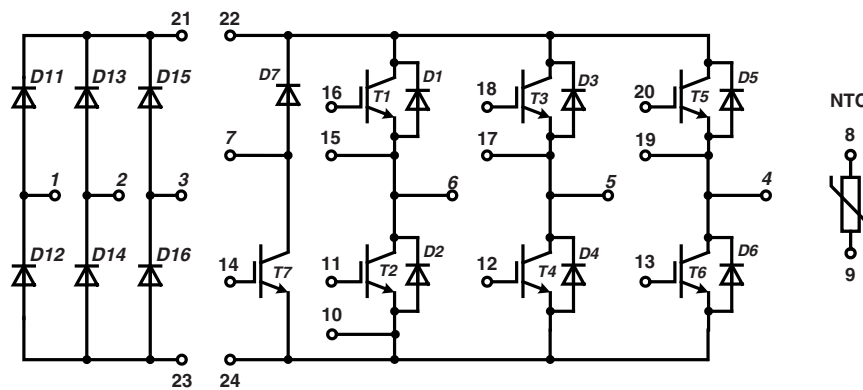 21 22
D11 D13 D15 D7 D1 D3 D5
16 T1 18 T3 20 T5 NTC
7 15 17 19 8
1 2 3 6 5 4
D12 D14 D16 D2 D4 D6
14 T7 11 T2 12 T4 13 T6 9
10
23 24